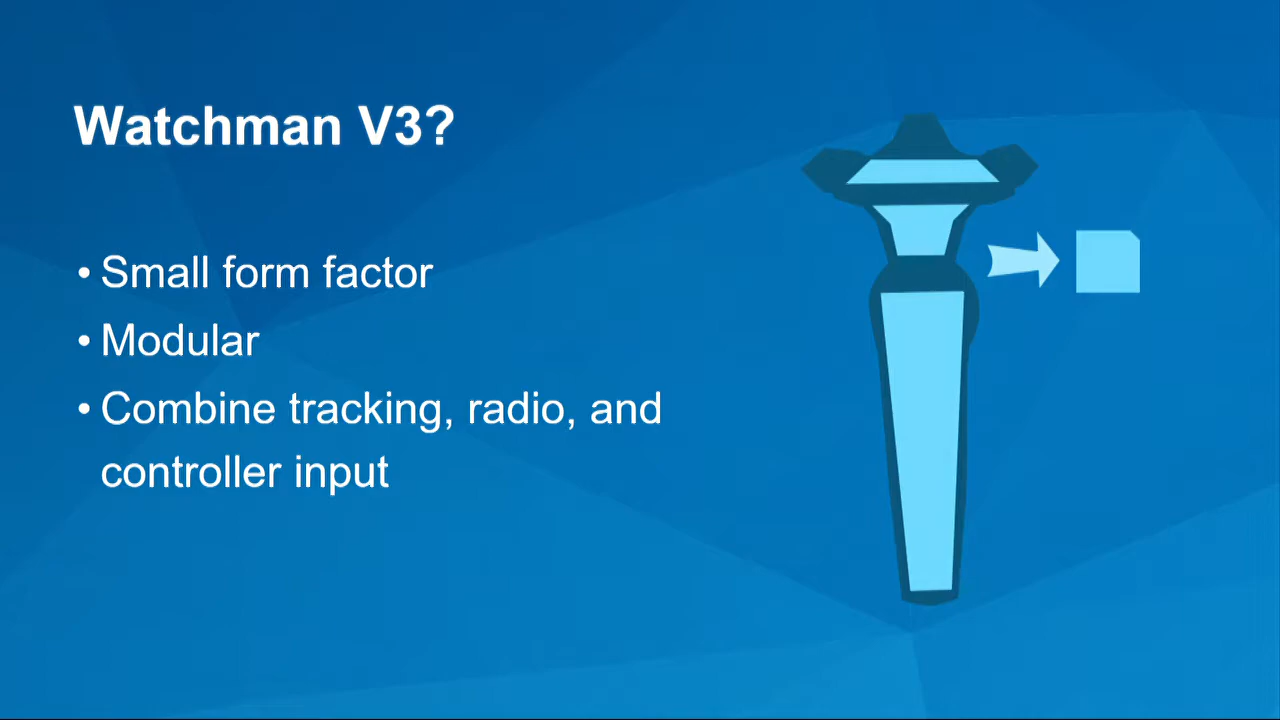 Watchman V3?
• Small form factor
• Modular
• Combine tracking, radio, and
controller input